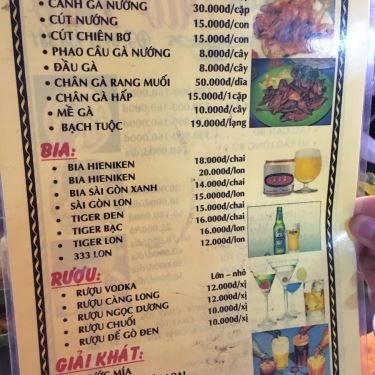 CÁNH GÀ NƯỚNG 30.000đ/cặp
CÚT NƯỚNG 15.000đ/con
CÚT CHIÊN BƠ 15.000đ/con
PHAO CÂU GÀ NƯỚNG 8.000đ/cây
ĐẦU GÀ 8.000đ/cây
CHÂN GÀ RANG MUỐI 50.000đ/dĩa
CHÂN GÀ HẤP 15.000đ/1cặp
MỀ GÀ 10.000đ/cây
BẠCH TUỘC 19.000đ/lạng
BIA:
BIA HIENIKEN 18.000đ/chai
BIA HIENIKEN 20.000đ/lon
BIA SÀI GÒN XANH 14.000đ/chai
SÀI GÒN LON 15.000đ/lon
TIGER ĐEN 15.000đ/chai
TIGER BẠC 16.000đ/chai
TIGER LON 16.000đ/lon
333 LON 12.000đ/lon
RƯỢU: Lớn - nhỏ
RƯỢU VODKA 12.000đ/xị
RƯỢU CÀNG LONG 12.000đ/xị
RƯỢU NGỌC DƯƠNG 12.000đ/xị
RƯỢU CHUỐI 10.000đ/xị
RƯỢU ĐẾ GÒ ĐEN 10.000đ/xị
GIẢI KHÁT:
MÍA